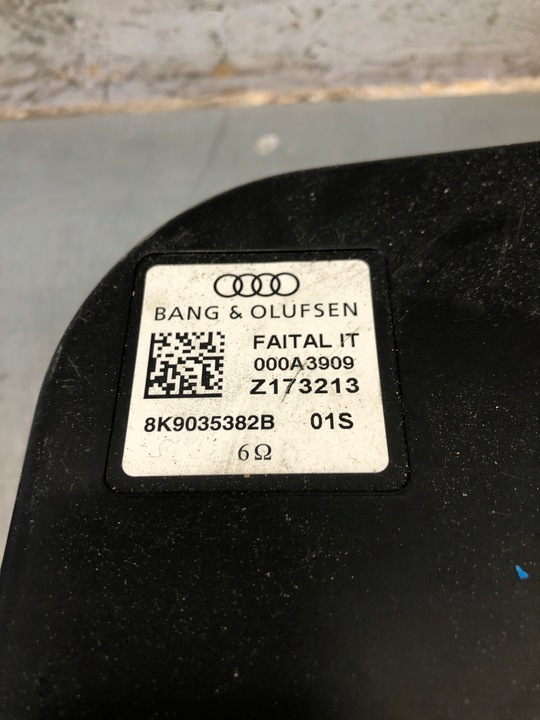 BANG & OLUFSEN
FAITAL IT
000A3909
Z173213
8K9035382B 01S
6Ω